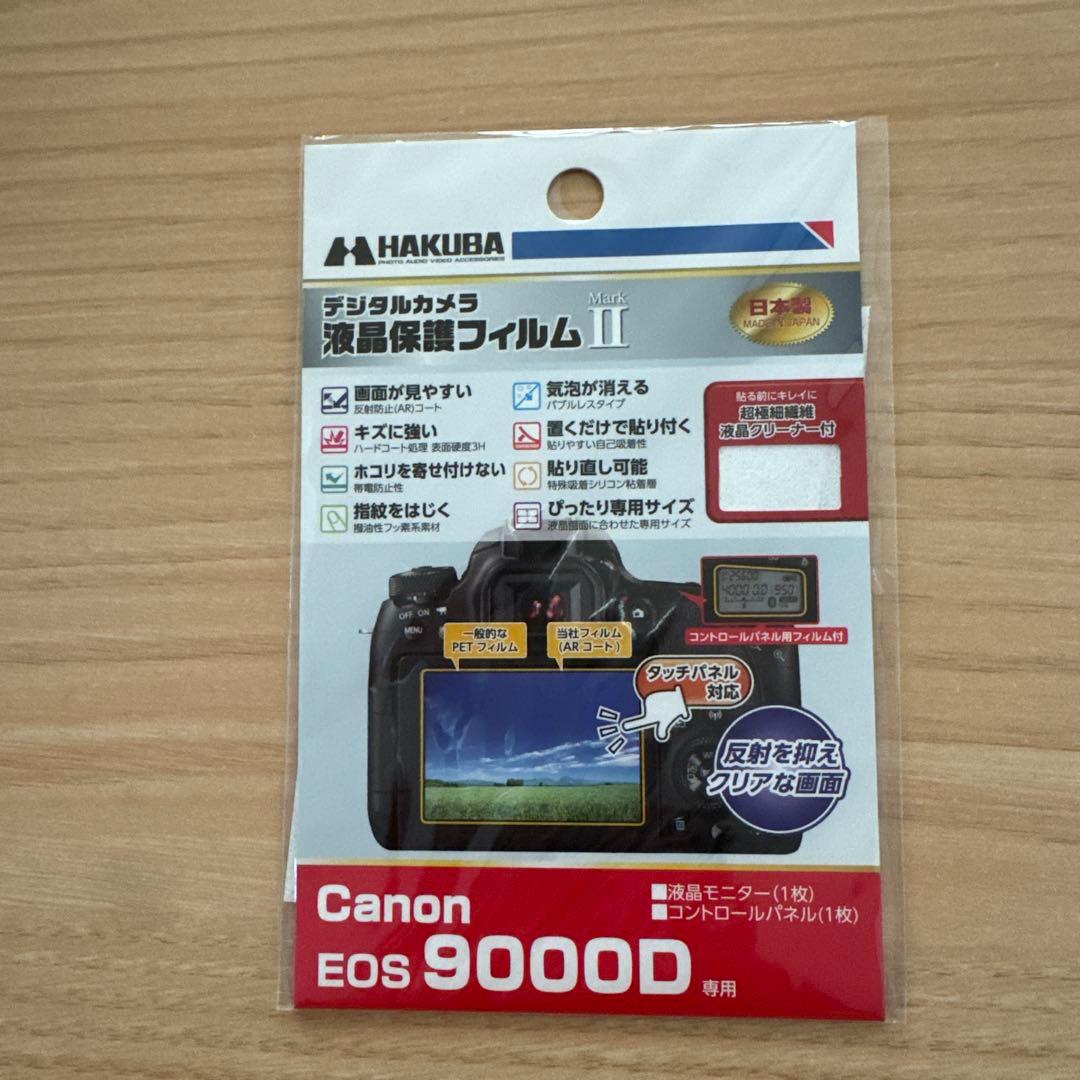 HAKUBA
PHOTO AUDIO VIDEO ACCESSORIES
デジタルカメラ
液晶保護フィルム
Mark
II
日本製
MADE IN JAPAN
画面が見やすい
反射防止(AR)コート
キズに強い
ハードコート処理 表面硬度3H
ホコリを寄せ付けない
帯電防止性
指紋をはじく
撥油性フッ素系素材
気泡が消える
バブルレスタイプ
置くだけで貼り付く
貼りやすい自己吸着性
貼り直し可能
特殊吸着シリコン粘着層
ぴったり専用サイズ
液晶画面に合わせた専用サイズ
貼る前にキレイに
超極細繊維
液晶クリーナー付
コントロールパネル用フィルム付
OFF ON
MENU
一般的な
PET フィルム
当社フィルム
(AR コート)
タッチパネル
対応
反射を抑え
クリアな画面
Canon
EOS 9000D 専用
■液晶モニター(1枚)
■コントロールパネル(1枚)